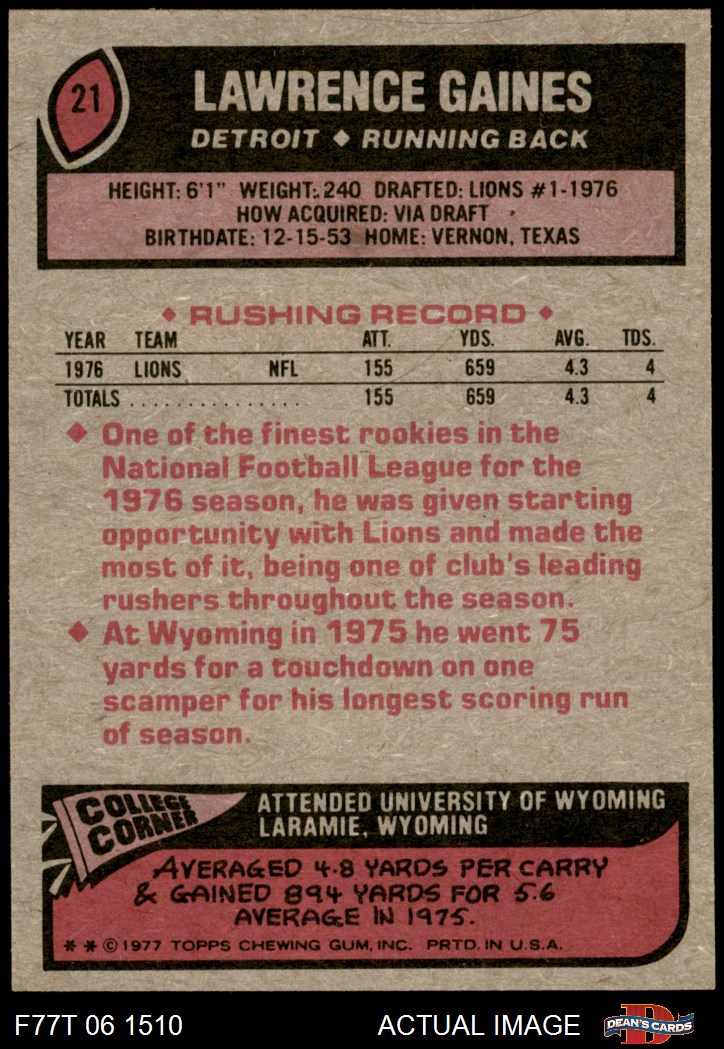 21
LAWRENCE GAINES
DETROIT ◆ RUNNING BACK
HEIGHT: 6'1" WEIGHT: 240 DRAFTED: LIONS #1-1976
HOW ACQUIRED: VIA DRAFT
BIRTHDATE: 12-15-53 HOME: VERNON, TEXAS
◆ RUSHING RECORD ◆
YEAR TEAM ATT. YDS. AVG. TDS.
1976 LIONS NFL 155 659 4.3 4
TOTALS . . . . . . . . . . . . . . . . 155 659 4.3 4
◆ One of the finest rookies in the
National Football League for the
1976 season, he was given starting
opportunity with Lions and made the
most of it, being one of club's leading
rushers throughout the season.
◆ At Wyoming in 1975 he went 75
yards for a touchdown on one
scamper for his longest scoring run
of season.
COLLEGE
CORNER
ATTENDED UNIVERSITY OF WYOMING
LARAMIE, WYOMING
AVERAGED 4.8 YARDS PER CARRY
& GAINED 894 YARDS FOR 5.6
AVERAGE IN 1975.
* * © 1977 TOPPS CHEWING GUM, INC. PRTD. IN U.S.A.
F77T 06 1510 ACTUAL IMAGE
D
DEAN'S CARDS